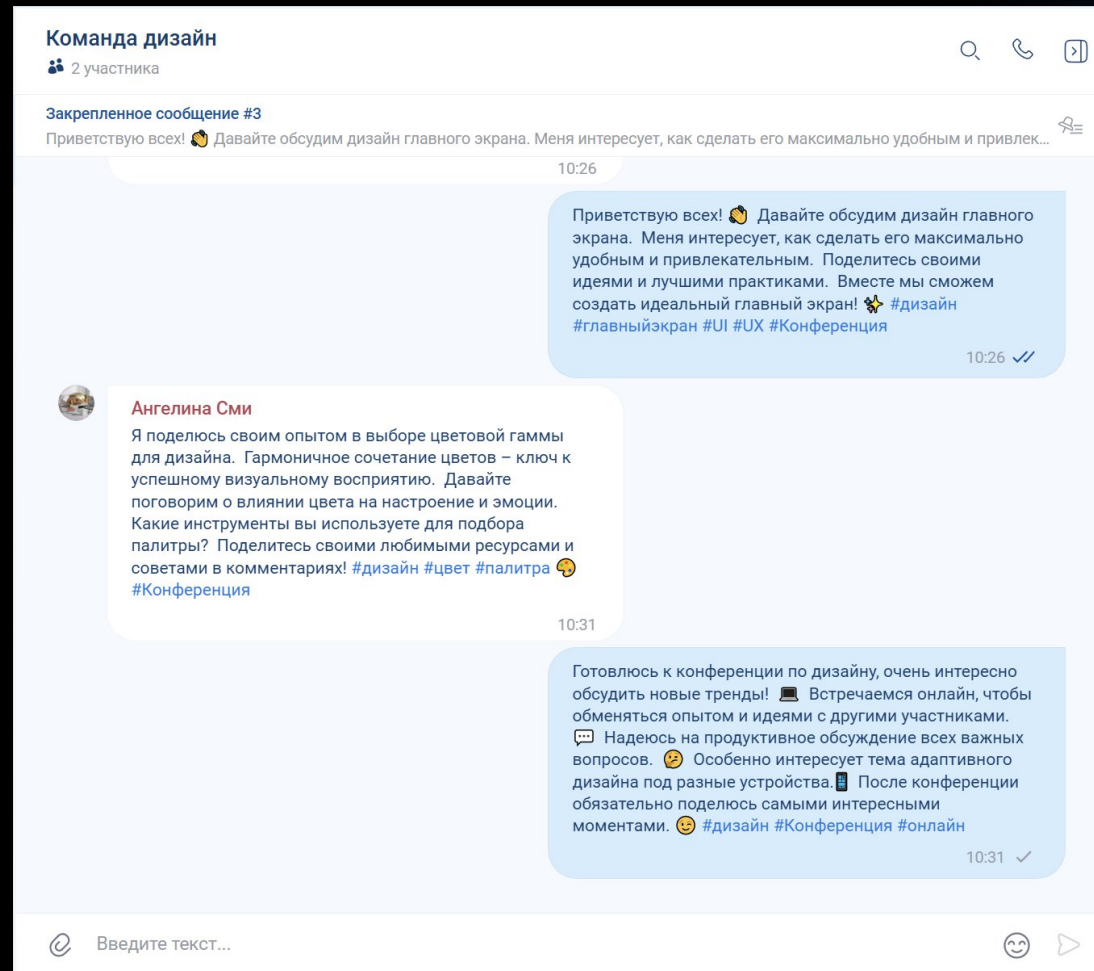 Команда дизайн
2 участника
Закрепленное сообщение #3
Приветствую всех! 👏 Давайте обсудим дизайн главного экрана. Меня интересует, как сделать его максимально удобным и привлек...
10:26
Приветствую всех! 👏 Давайте обсудим дизайн главного
экрана. Меня интересует, как сделать его максимально
удобным и привлекательным. Поделитесь своими
идеями и лучшими практиками. Вместе мы сможем
создать идеальный главный экран! ✨ #дизайн
#главныйэкран #UI #UX #Конференция
10:26
Ангелина Сми
Я поделюсь своим опытом в выборе цветовой гаммы
для дизайна. Гармоничное сочетание цветов – ключ к
успешному визуальному восприятию. Давайте
поговорим о влиянии цвета на настроение и эмоции.
Какие инструменты вы используете для подбора
палитры? Поделитесь своими любимыми ресурсами и
советами в комментариях! #дизайн #цвет #палитра 🎨
#Конференция
10:31
Готовлюсь к конференции по дизайну, очень интересно
обсудить новые тренды! 💻 Встречаемся онлайн, чтобы
обменяться опытом и идеями с другими участниками.
💬 Надеюсь на продуктивное обсуждение всех важных
вопросов. 🤔 Особенно интересует тема адаптивного
дизайна под разные устройства.📱 После конференции
обязательно поделюсь самыми интересными
моментами. 😉 #дизайн #Конференция #онлайн
10:31
Введите текст...